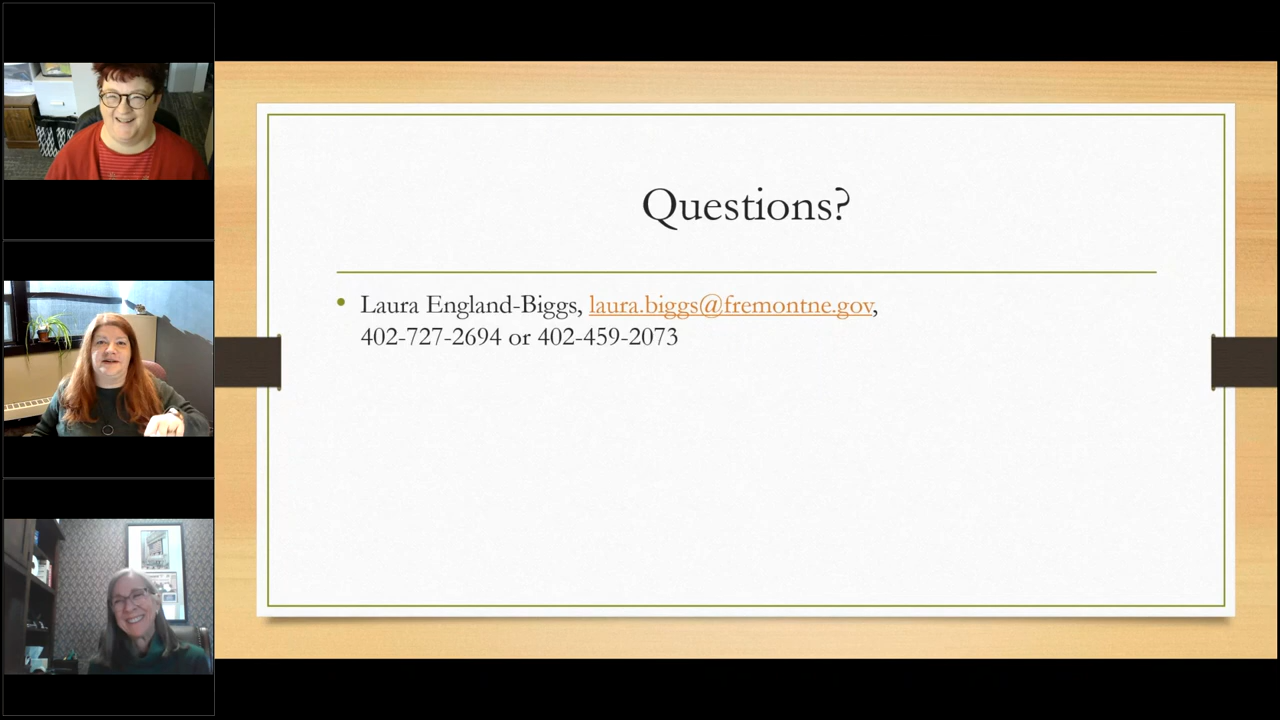 Questions?
• Laura England-Biggs, laura.biggs@fremontne.gov,
402-727-2694 or 402-459-2073